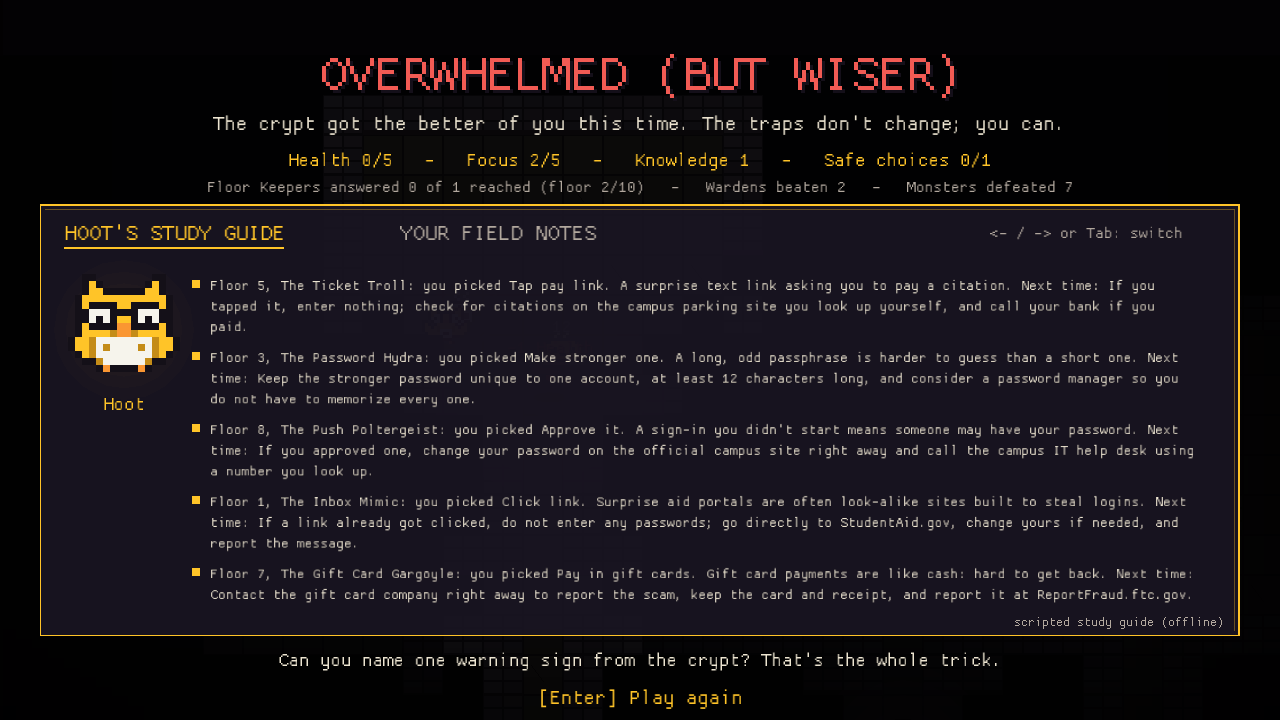 OVERWHELMED (BUT WISER)
The crypt got the better of you this time. The traps don't change; you can.
Health 0/5 - Focus 2/5 - Knowledge 1 - Safe choices 0/1
Floor Keepers answered 0 of 1 reached (floor 2/10) - Wardens beaten 2 - Monsters defeated 7
HOOT'S STUDY GUIDE YOUR FIELD NOTES <- / -> or Tab: switch
Floor 5, The Ticket Troll: you picked Tap pay link. A surprise text link asking you to pay a citation. Next time: If you
tapped it, enter nothing; check for citations on the campus parking site you look up yourself, and call your bank if you
paid.
Floor 3, The Password Hydra: you picked Make stronger one. A long, odd passphrase is harder to guess than a short one. Next
time: Keep the stronger password unique to one account, at least 12 characters long, and consider a password manager so you
do not have to memorize every one.
Hoot
Floor 8, The Push Poltergeist: you picked Approve it. A sign-in you didn't start means someone may have your password. Next
time: If you approved one, change your password on the official campus site right away and call the campus IT help desk using
a number you look up.
Floor 1, The Inbox Mimic: you picked Click link. Surprise aid portals are often look-alike sites built to steal logins. Next
time: If a link already got clicked, do not enter any passwords; go directly to StudentAid.gov, change yours if needed, and
report the message.
Floor 7, The Gift Card Gargoyle: you picked Pay in gift cards. Gift card payments are like cash: hard to get back. Next time:
Contact the gift card company right away to report the scam, keep the card and receipt, and report it at ReportFraud.ftc.gov.
scripted study guide (offline)
Can you name one warning sign from the crypt? That's the whole trick.
[Enter] Play again